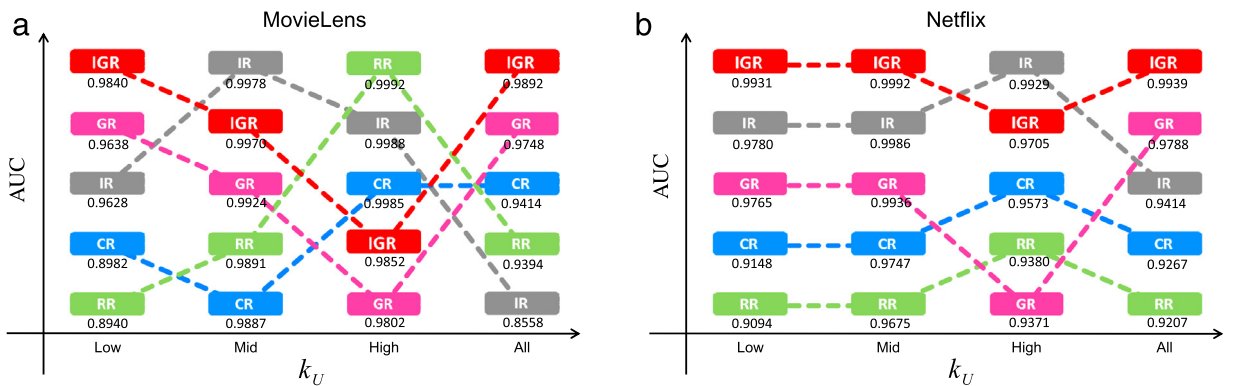 a
MovieLens
AUC
IGR
IR
RR
IGR
0.9840
0.9978
0.9992
0.9892
GR
IGR
IR
GR
0.9638
0.9970
0.9988
0.9748
IR
GR
CR
CR
0.9628
0.9924
0.9985
0.9414
CR
RR
IGR
RR
0.8982
0.9891
0.9852
0.9394
RR
CR
GR
IR
0.8940
0.9887
0.9802
0.8558
Low
Mid
High
All
k_U
b
Netflix
AUC
IGR
IGR
IR
IGR
0.9931
0.9992
0.9929
0.9939
IR
IR
IGR
GR
0.9780
0.9986
0.9705
0.9788
GR
GR
CR
IR
0.9765
0.9936
0.9573
0.9414
CR
CR
RR
CR
0.9148
0.9747
0.9380
0.9267
RR
RR
GR
RR
0.9094
0.9675
0.9371
0.9207
Low
Mid
High
All
k_U